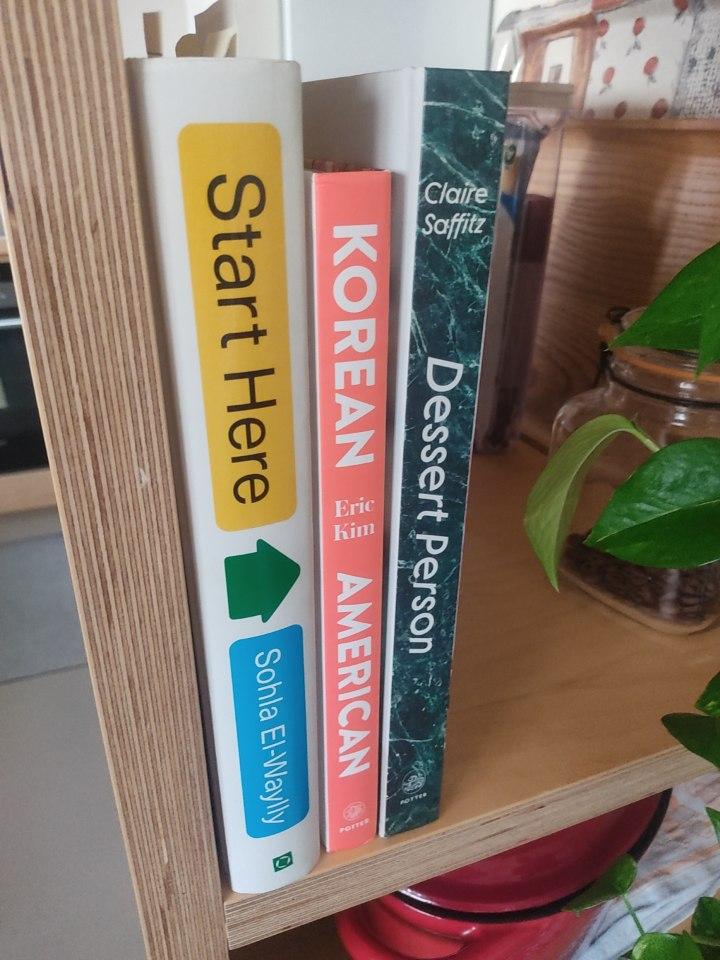 Start Here
Sohla El-Waylly
KOREAN
Eric
Kim
AMERICAN
POTTER
Claire
Saffitz
Dessert Person
POTTER